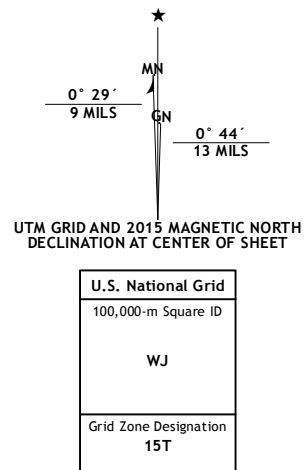 MN
0° 29´
9 MILS
GN
0° 44´
13 MILS
UTM GRID AND 2015 MAGNETIC NORTH
DECLINATION AT CENTER OF SHEET
U.S. National Grid
100,000-m Square ID
WJ
Grid Zone Designation
15T